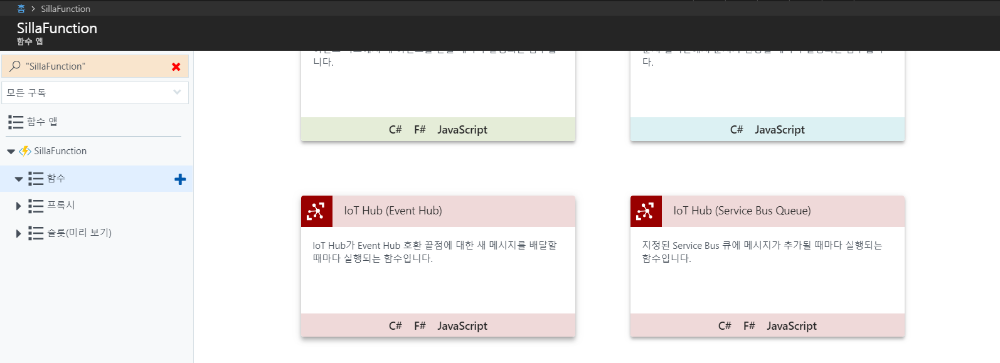 홈 > SillaFunction
SillaFunction
함수 앱
"SillaFunction"
모든 구독
함수 앱
SillaFunction
함수
프록시
슬롯(미리 보기)
니다.
C# F# JavaScript
다.
C# JavaScript
IoT Hub (Event Hub)
IoT Hub가 Event Hub 호환 끝점에 대한 새 메시지를 배달할
때마다 실행되는 함수입니다.
C# F# JavaScript
IoT Hub (Service Bus Queue)
지정된 Service Bus 큐에 메시지가 추가될 때마다 실행되는
함수입니다.
C# F# JavaScript